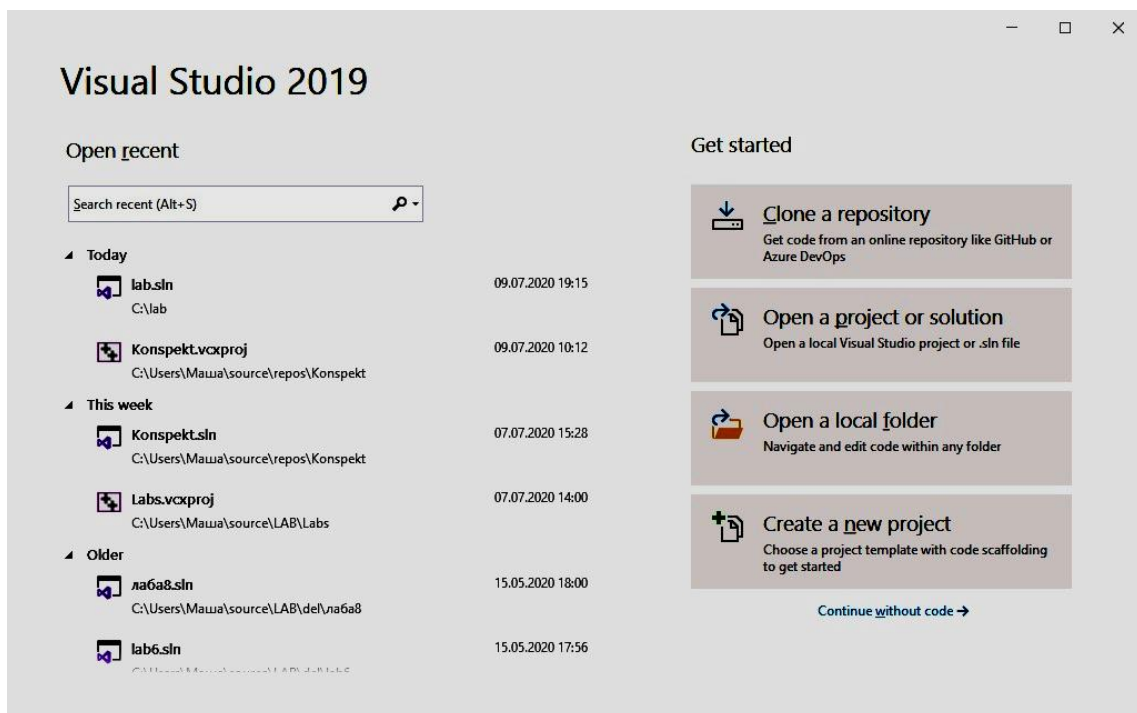 Visual Studio 2019
Open recent
Search recent (Alt+S)
Today
lab.sln 09.07.2020 19:15
C:\lab
Konspekt.vcxproj 09.07.2020 10:12
C:\Users\Маша\source\repos\Konspekt
This week
Konspekt.sln 07.07.2020 15:28
C:\Users\Маша\source\repos\Konspekt
Labs.vcxproj 07.07.2020 14:00
C:\Users\Маша\source\LAB\Labs
Older
лаба8.sln 15.05.2020 18:00
C:\Users\Маша\source\LAB\del\лаба8
lab6.sln 15.05.2020 17:56
Get started
Clone a repository
Get code from an online repository like GitHub or
Azure DevOps
Open a project or solution
Open a local Visual Studio project or .sln file
Open a local folder
Navigate and edit code within any folder
Create a new project
Choose a project template with code scaffolding
to get started
Continue without code →